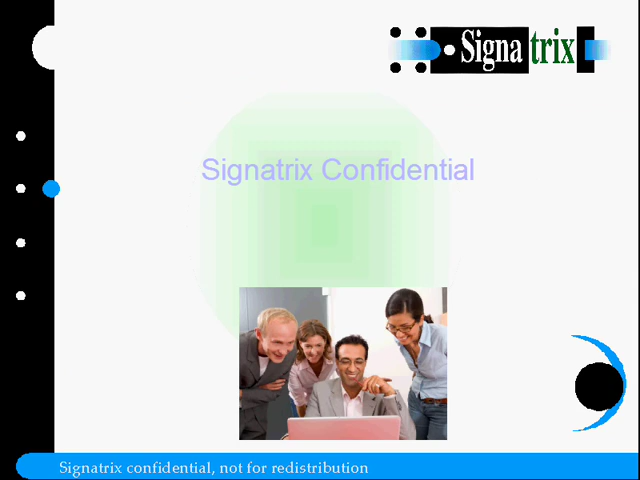 Signatrix
Signatrix Confidential
Signatrix confidential, not for redistribution